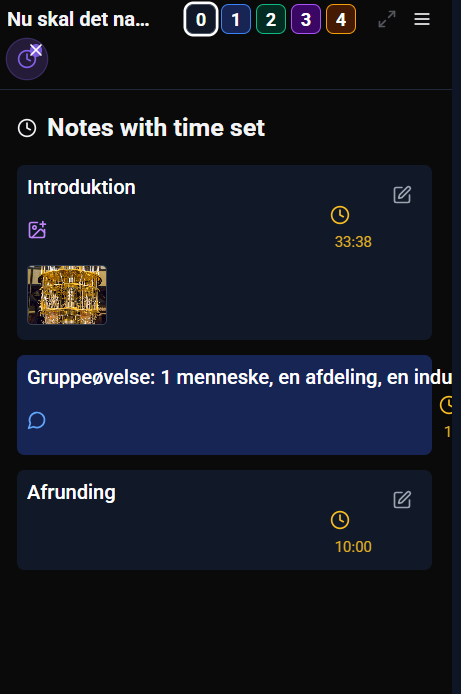 Nu skal det na...
0 1 2 3 4
Notes with time set
Introduktion
33:38
Gruppeøvelse: 1 menneske, en afdeling, en indu
1
Afrunding
10:00